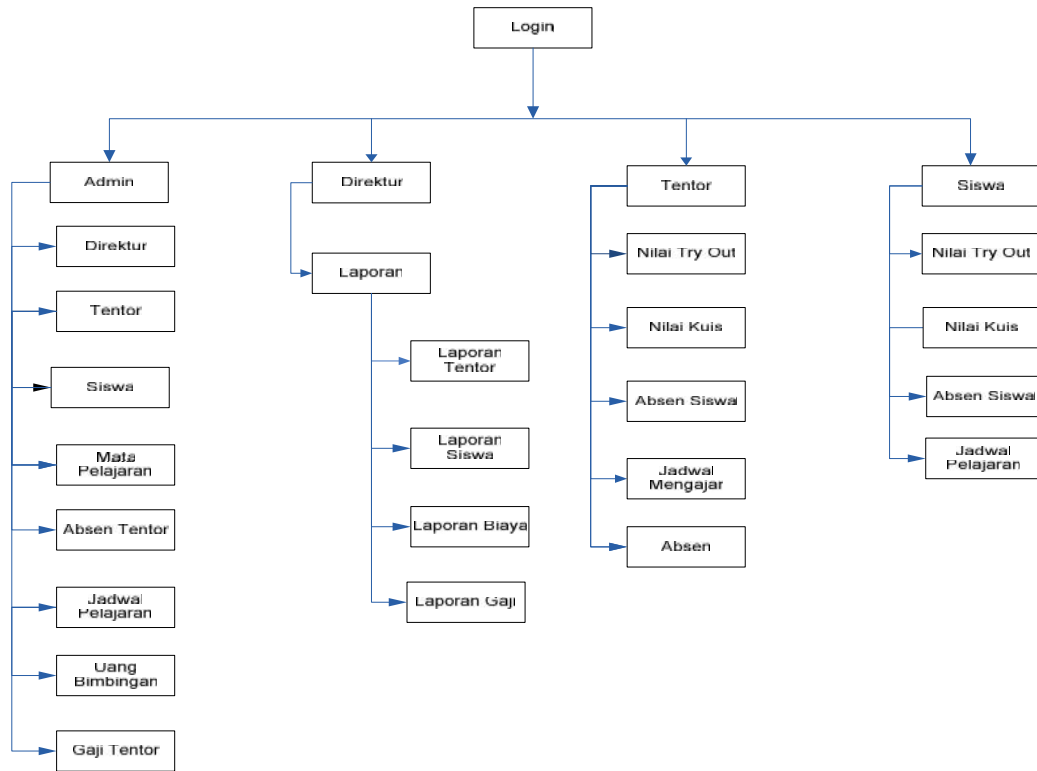 Login
Admin
Direktur
Tentor
Siswa
Mata
Pelajaran
Absen Tentor
Jadwal
Pelajaran
Uang
Bimbingan
Gaji Tentor
Direktur
Laporan
Laporan
Tentor
Laporan
Siswa
Laporan Biaya
Laporan Gaji
Tentor
Nilai Try Out
Nilai Kuis
Absen Siswa
Jadwal
Mengajar
Absen
Siswa
Nilai Try Out
Nilai Kuis
Absen Siswa
Jadwal
Pelajaran